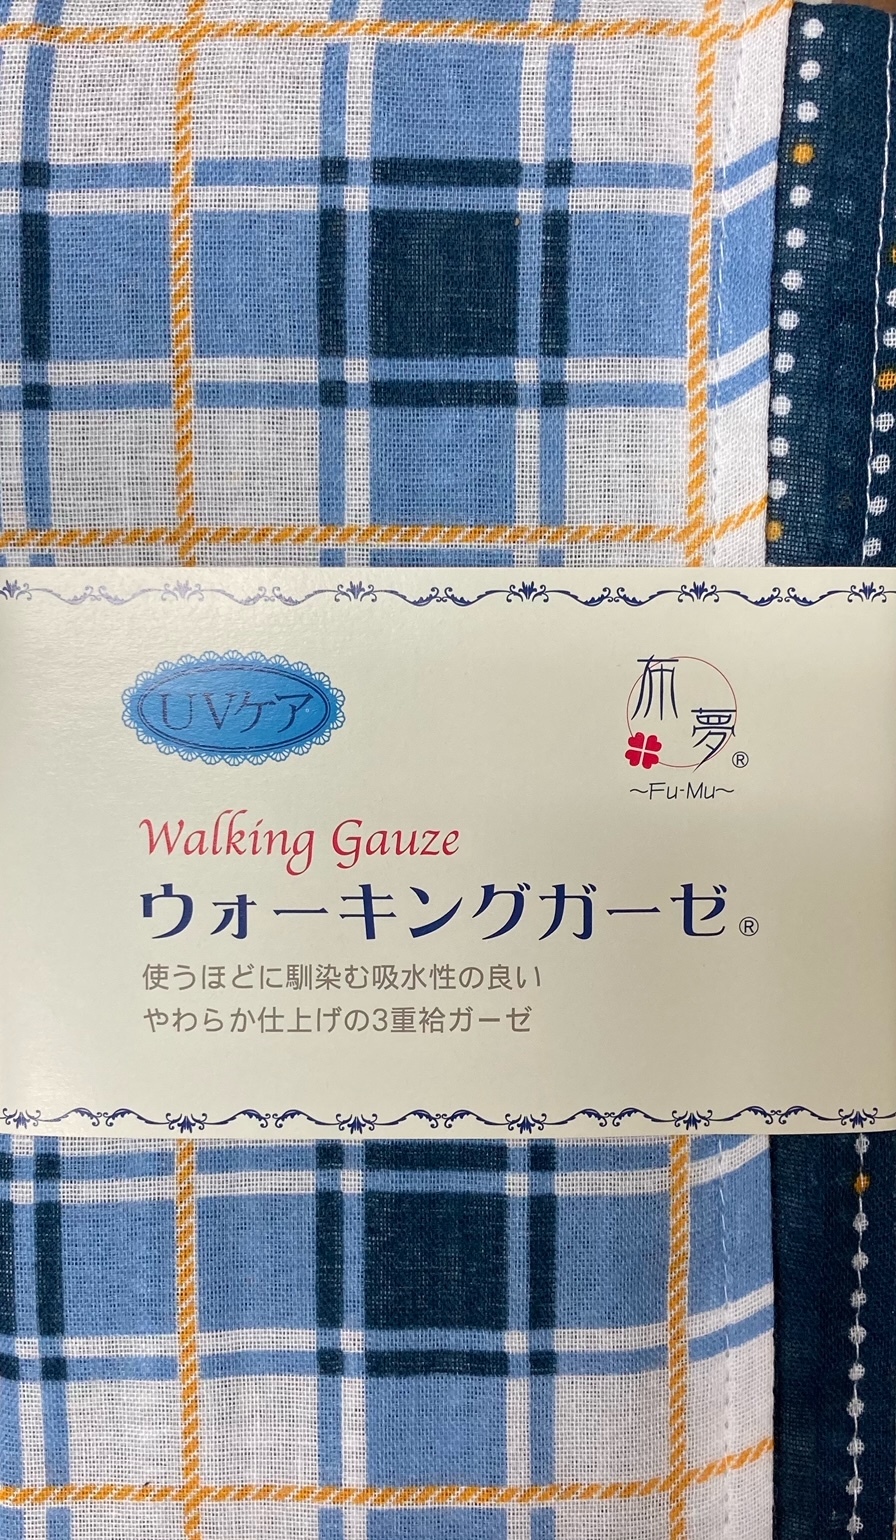 UVケア
布夢®
~Fu-Mu~
Walking Gauze
ウォーキングガーゼ®
使うほどに馴染む吸水性の良い
やわらか仕上げの3重袷ガーゼ